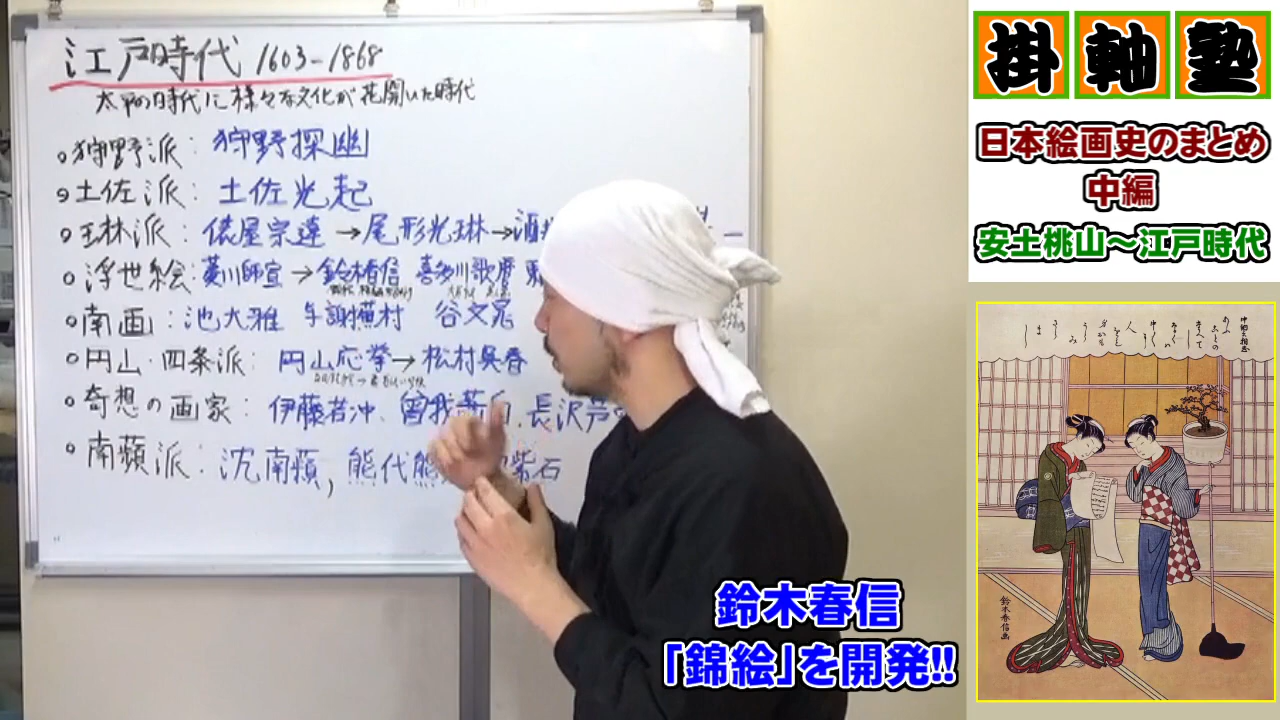 江戸時代 1603-1868
太平の時代に様々な文化が花開いた時代
狩野派：狩野探幽
土佐派：土佐光起
琳派：俵屋宗達→尾形光琳→酒
浮世絵：菱川師宣→鈴木春信 喜多川歌麿
南画：池大雅 与謝蕪村 谷文晁
円山・四条派：円山応挙→松村呉春
奇想の画家：伊藤若冲、曽我蕭白、長沢芦
南蘋派：沈南蘋, 熊代熊 紫石
掛軸塾
日本絵画史のまとめ
中編
安土桃山〜江戸時代
鈴木春信画
鈴木春信
「錦絵」を開発!!